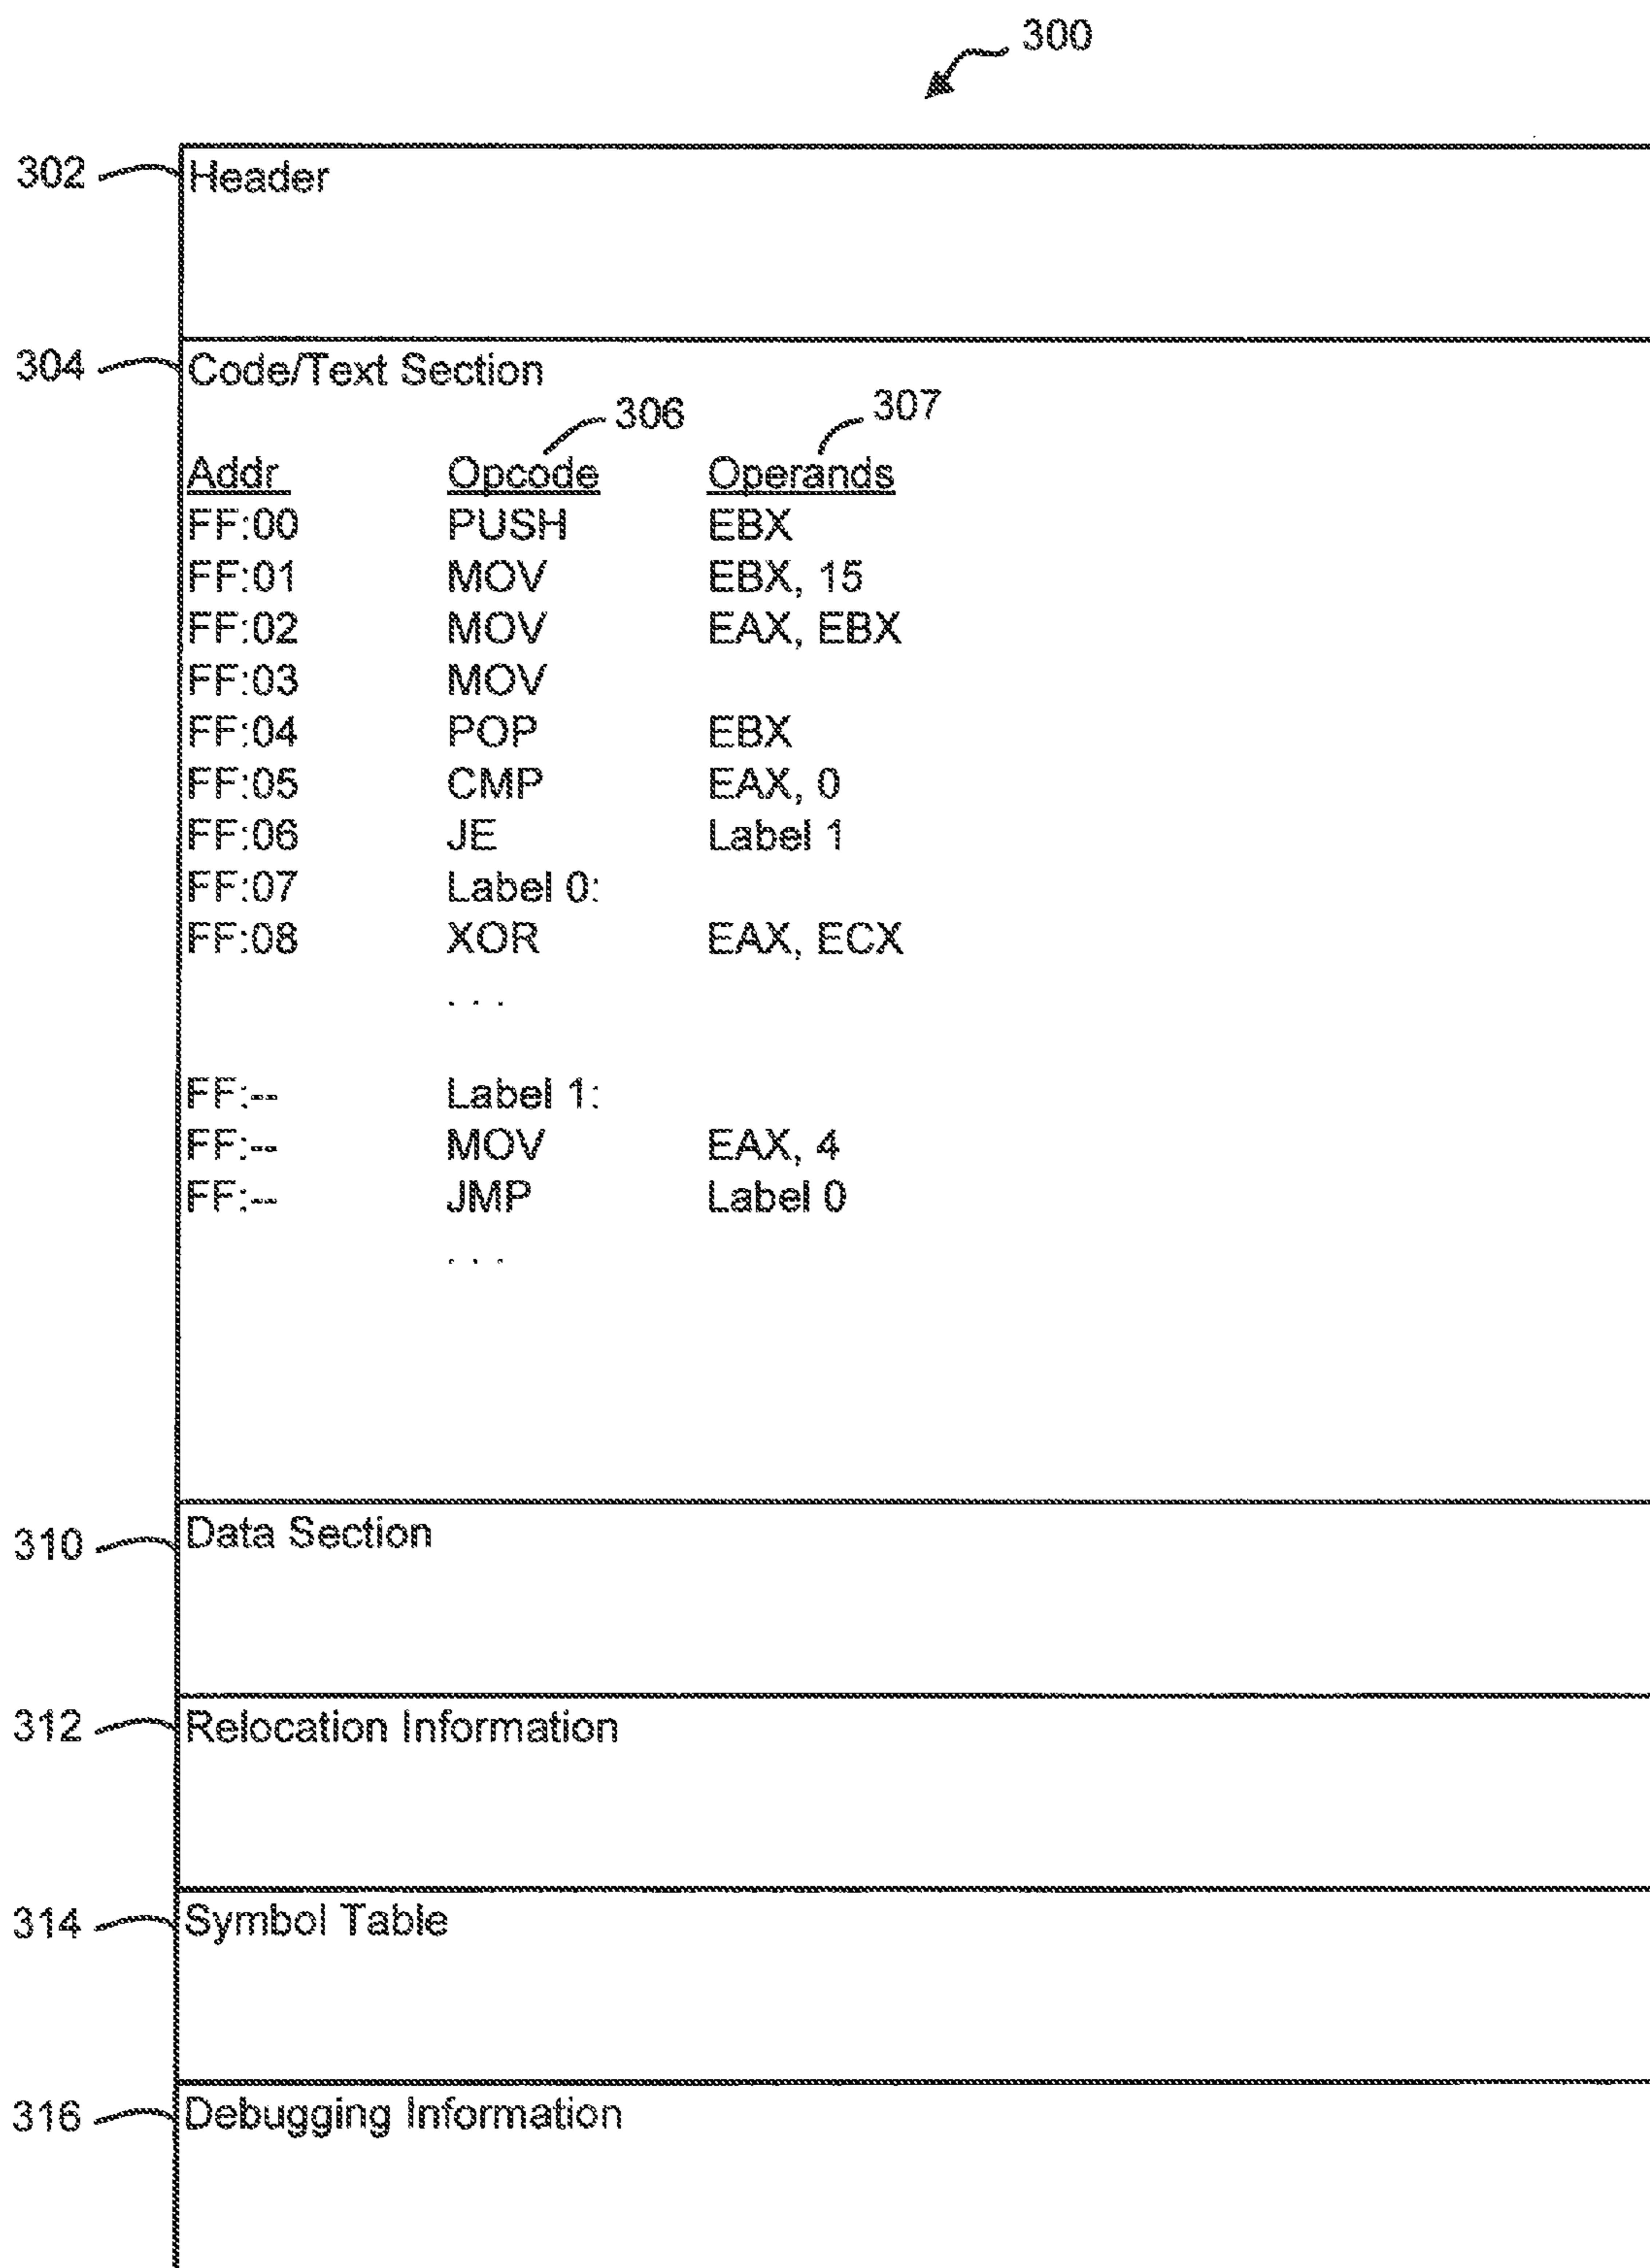 300
302 Header
304 Code/Text Section
306 307
Addr Opcode Operands
FF:00 PUSH EBX
FF:01 MOV EBX, 15
FF:02 MOV EAX, EBX
FF:03 MOV
FF:04 POP EBX
FF:05 CMP EAX, 0
FF:06 JE Label 1
FF:07 Label 0:
FF:08 XOR EAX, ECX
. . .
FF:-- Label 1:
FF:-- MOV EAX, 4
FF:-- JMP Label 0
. . .
310 Data Section
312 Relocation Information
314 Symbol Table
316 Debugging Information